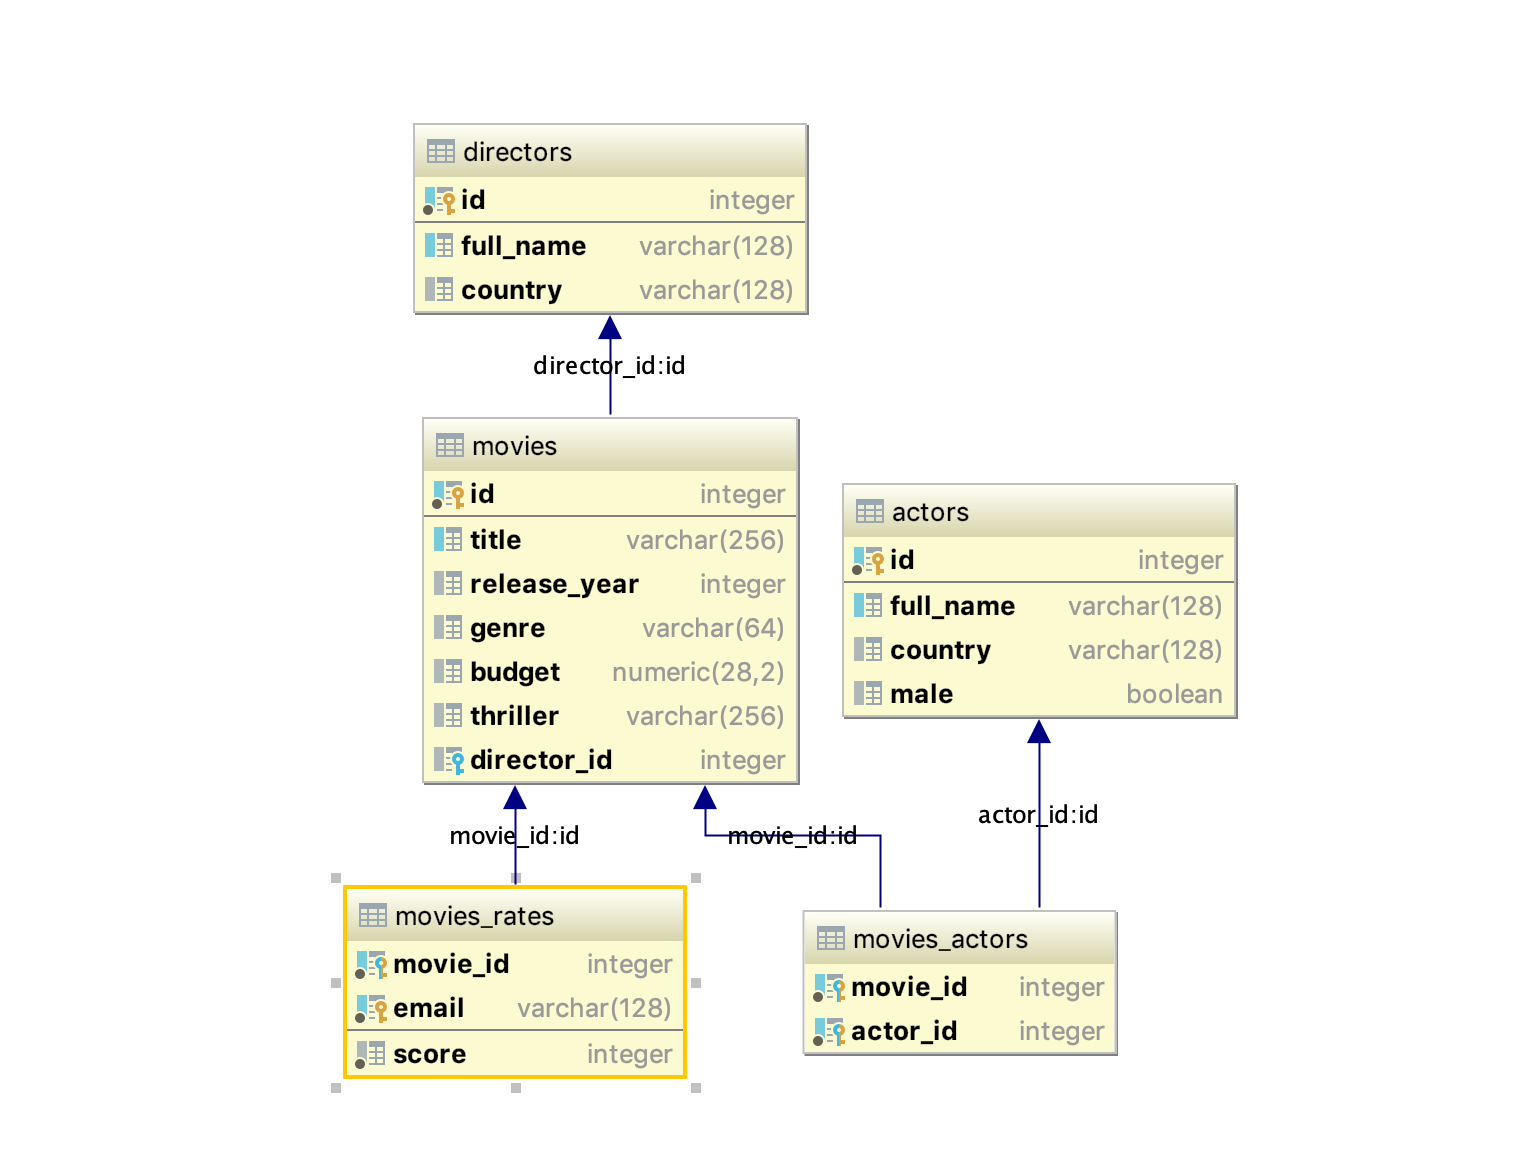 directors
id integer
full_name varchar(128)
country varchar(128)
director_id:id
movies
id integer
title varchar(256)
release_year integer
genre varchar(64)
budget numeric(28,2)
thriller varchar(256)
director_id integer
actors
id integer
full_name varchar(128)
country varchar(128)
male boolean
movie_id:id
movie_id:id
actor_id:id
movies_rates
movie_id integer
email varchar(128)
score integer
movies_actors
movie_id integer
actor_id integer